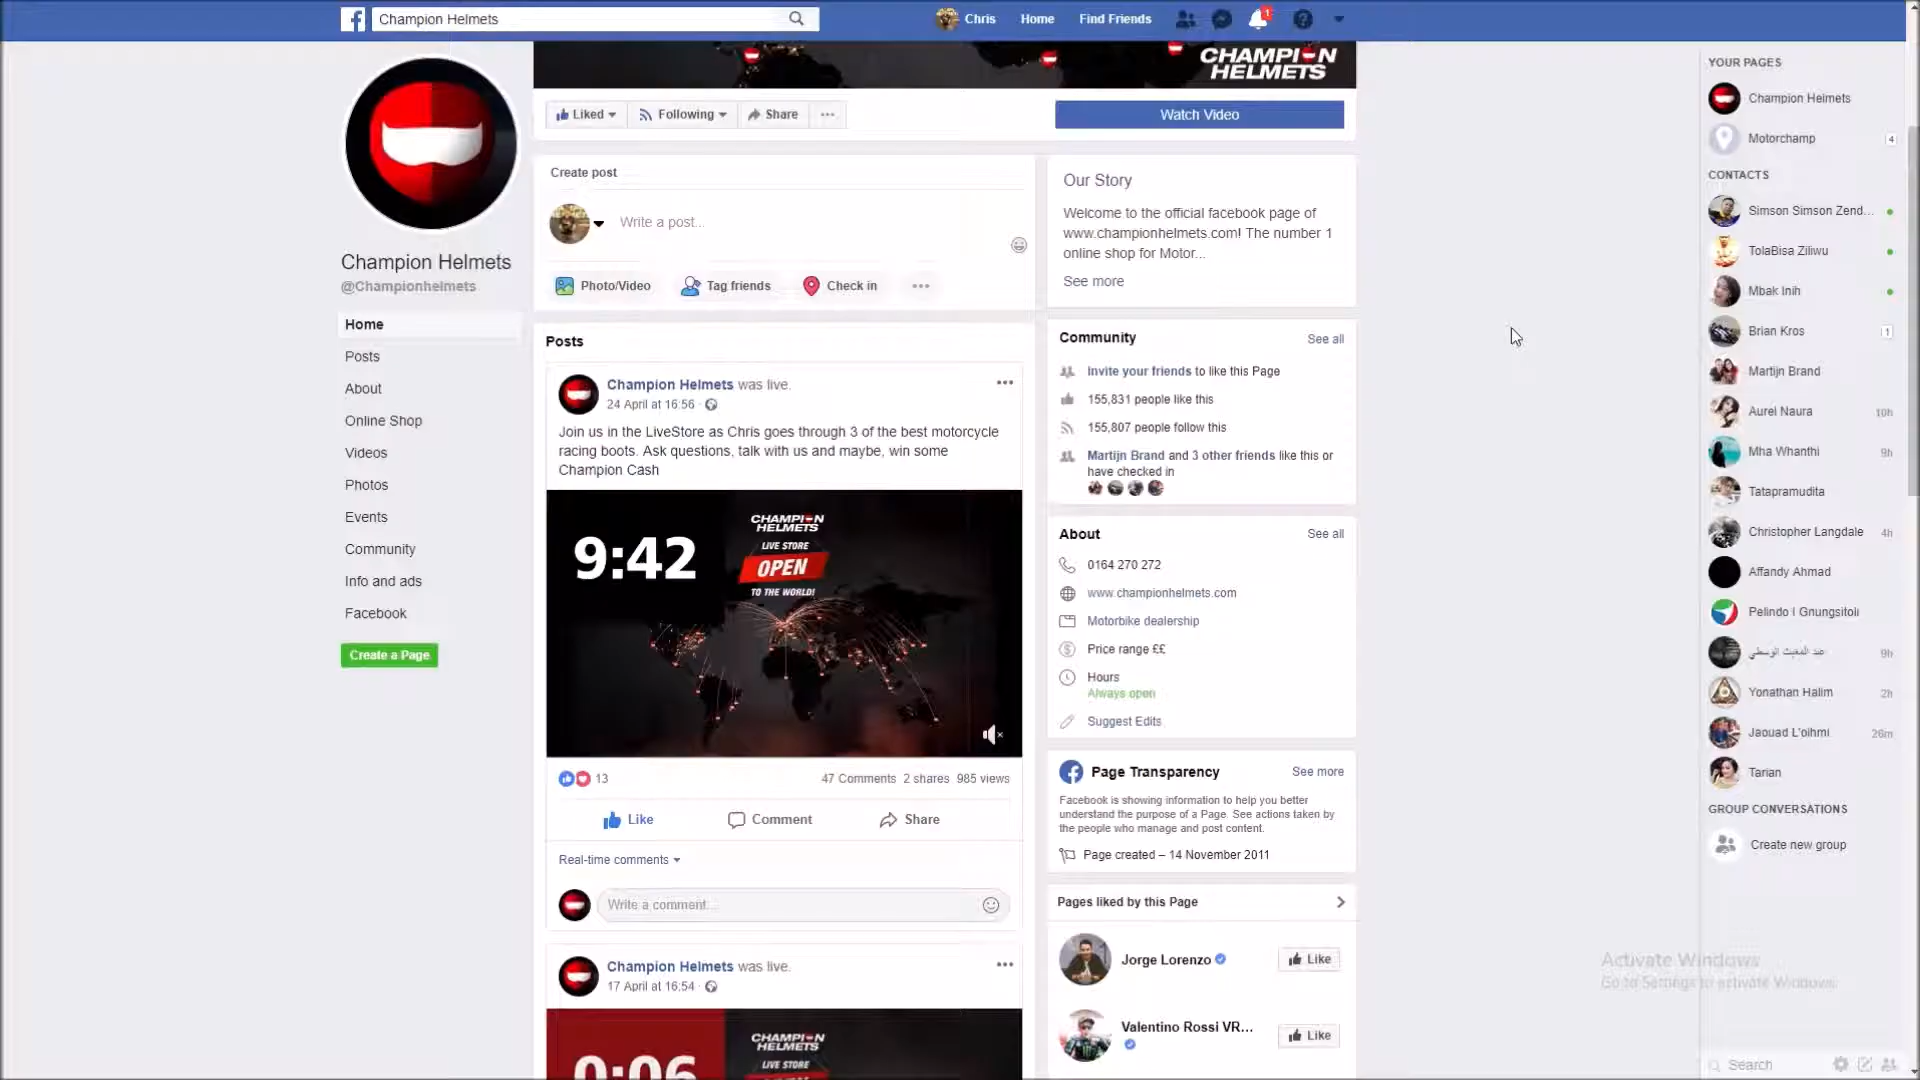 Champion Helmets
Chris
Home
Find Friends
1
CHAMPION
HELMETS
Liked
Following
Share
Watch Video
Champion Helmets
@Championhelmets
Home
Posts
About
Online Shop
Videos
Photos
Events
Community
Info and ads
Facebook
Create a Page
Create post
Write a post...
Photo/Video
Tag friends
Check in
Posts
Champion Helmets was live.
24 April at 16:56 ·
Join us in the LiveStore as Chris goes through 3 of the best motorcycle
racing boots. Ask questions, talk with us and maybe, win some
Champion Cash
9:42
CHAMPION
HELMETS
LIVE STORE
OPEN
TO THE WORLD!
13
47 Comments 2 shares 985 views
Like
Comment
Share
Real-time comments
Write a comment...
Champion Helmets was live.
17 April at 16:54 ·
0:06
CHAMPION
HELMETS
LIVE STORE
Our Story
Welcome to the official facebook page of
www.championhelmets.com! The number 1
online shop for Motor...
See more
Community
See all
Invite your friends to like this Page
155,831 people like this
155,807 people follow this
Martijn Brand and 3 other friends like this or
have checked in
About
See all
0164 270 272
www.championhelmets.com
Motorbike dealership
Price range ££
Hours
Always open
Suggest Edits
Page Transparency
See more
Facebook is showing information to help you better
understand the purpose of a Page. See actions taken by
the people who manage and post content.
Page created – 14 November 2011
Pages liked by this Page
Jorge Lorenzo
Like
Valentino Rossi VR...
Like
YOUR PAGES
Champion Helmets
Motorchamp
4
CONTACTS
Simson Simson Zend...
TolaBisa Ziliwu
Mbak Inih
Brian Kros
1
Martijn Brand
Aurel Naura
10h
Mha Whanthi
9h
Tatapramudita
Christopher Langdale
4h
Affandy Ahmad
Pelindo I Gnungsitoli
عبد المغيث الوسطي
9h
Yonathan Halim
2h
Jaouad L'oihmi
26m
Tarian
GROUP CONVERSATIONS
Create new group
Activate Windows
Go to Settings to activate Windows.
Search